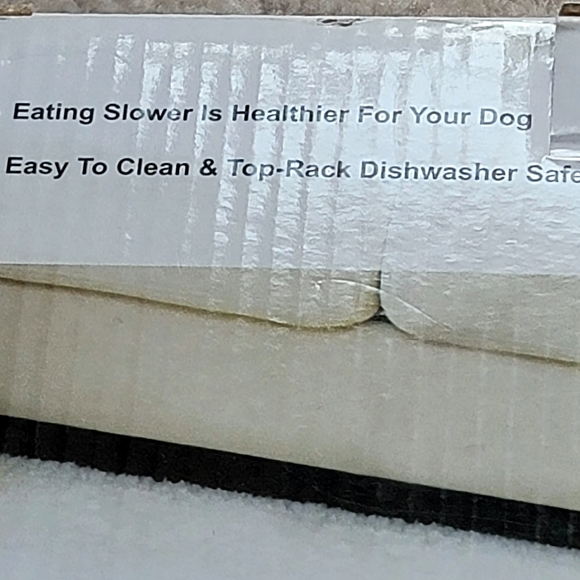 Eating Slower Is Healthier For Your Dog
Easy To Clean & Top-Rack Dishwasher Safe